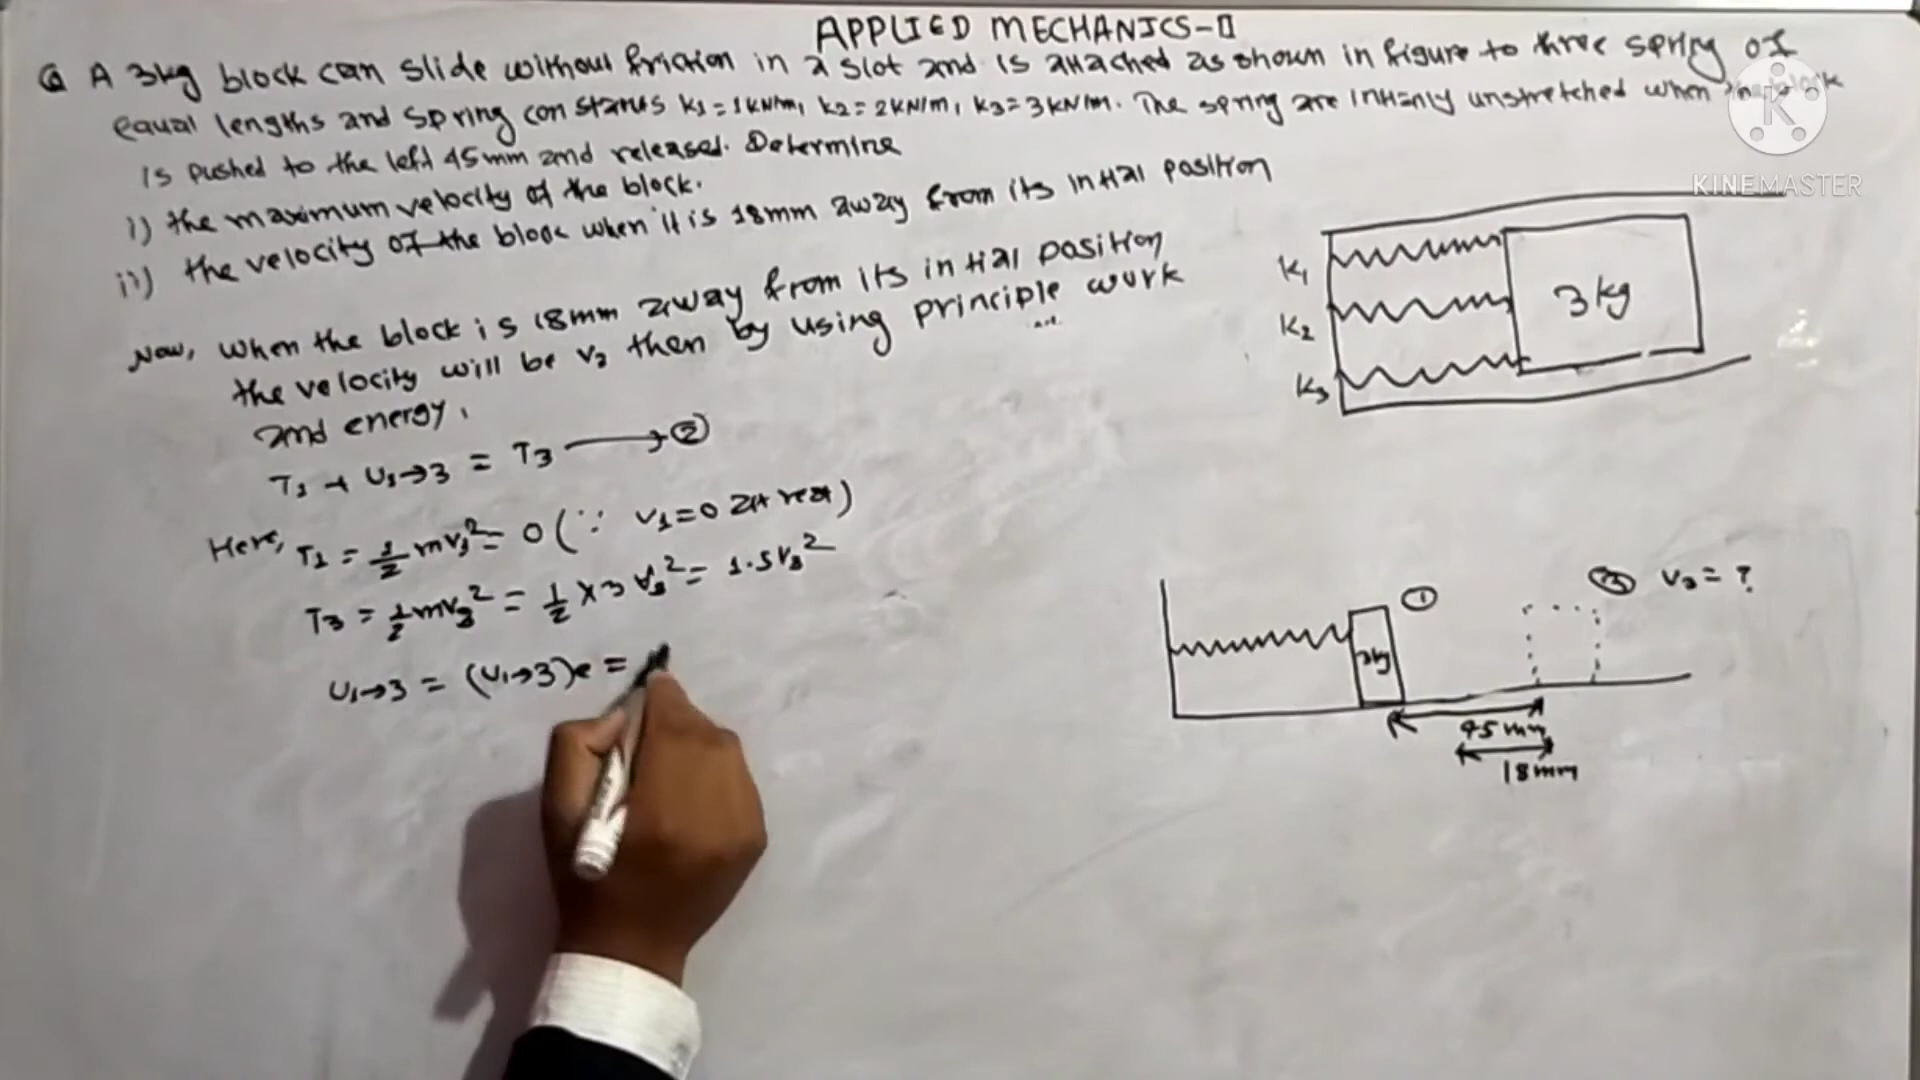 APPLIED MECHANICS-II
Q A 3kg block can slide without friction in a slot and is attached as shown in figure to three spring of
equal lengths and spring constants k1 = 1kN/m, k2 = 2kN/m, k3 = 3kN/m. The spring are initially unstretched when the block
is pushed to the left 45mm and released. Determine
i) the maximum velocity of the block.
ii) the velocity of the block when it is 18mm away from its initial position
Now, when the block is 18mm away from its initial position
the velocity will be v3 then by using principle work
and energy,
T1 + U1→3 = T3 → ②
Here, T1 = 1/2 mv1² = 0 (∵ v1 = 0 at rest)
T3 = 1/2 mv3² = 1/2 × 3 v3² = 1.5v3²
U1→3 = (U1→3)e =
K1
K2
K3
3kg
① ③ v3 = ?
3kg
45mm
18mm
K
KINEMASTER